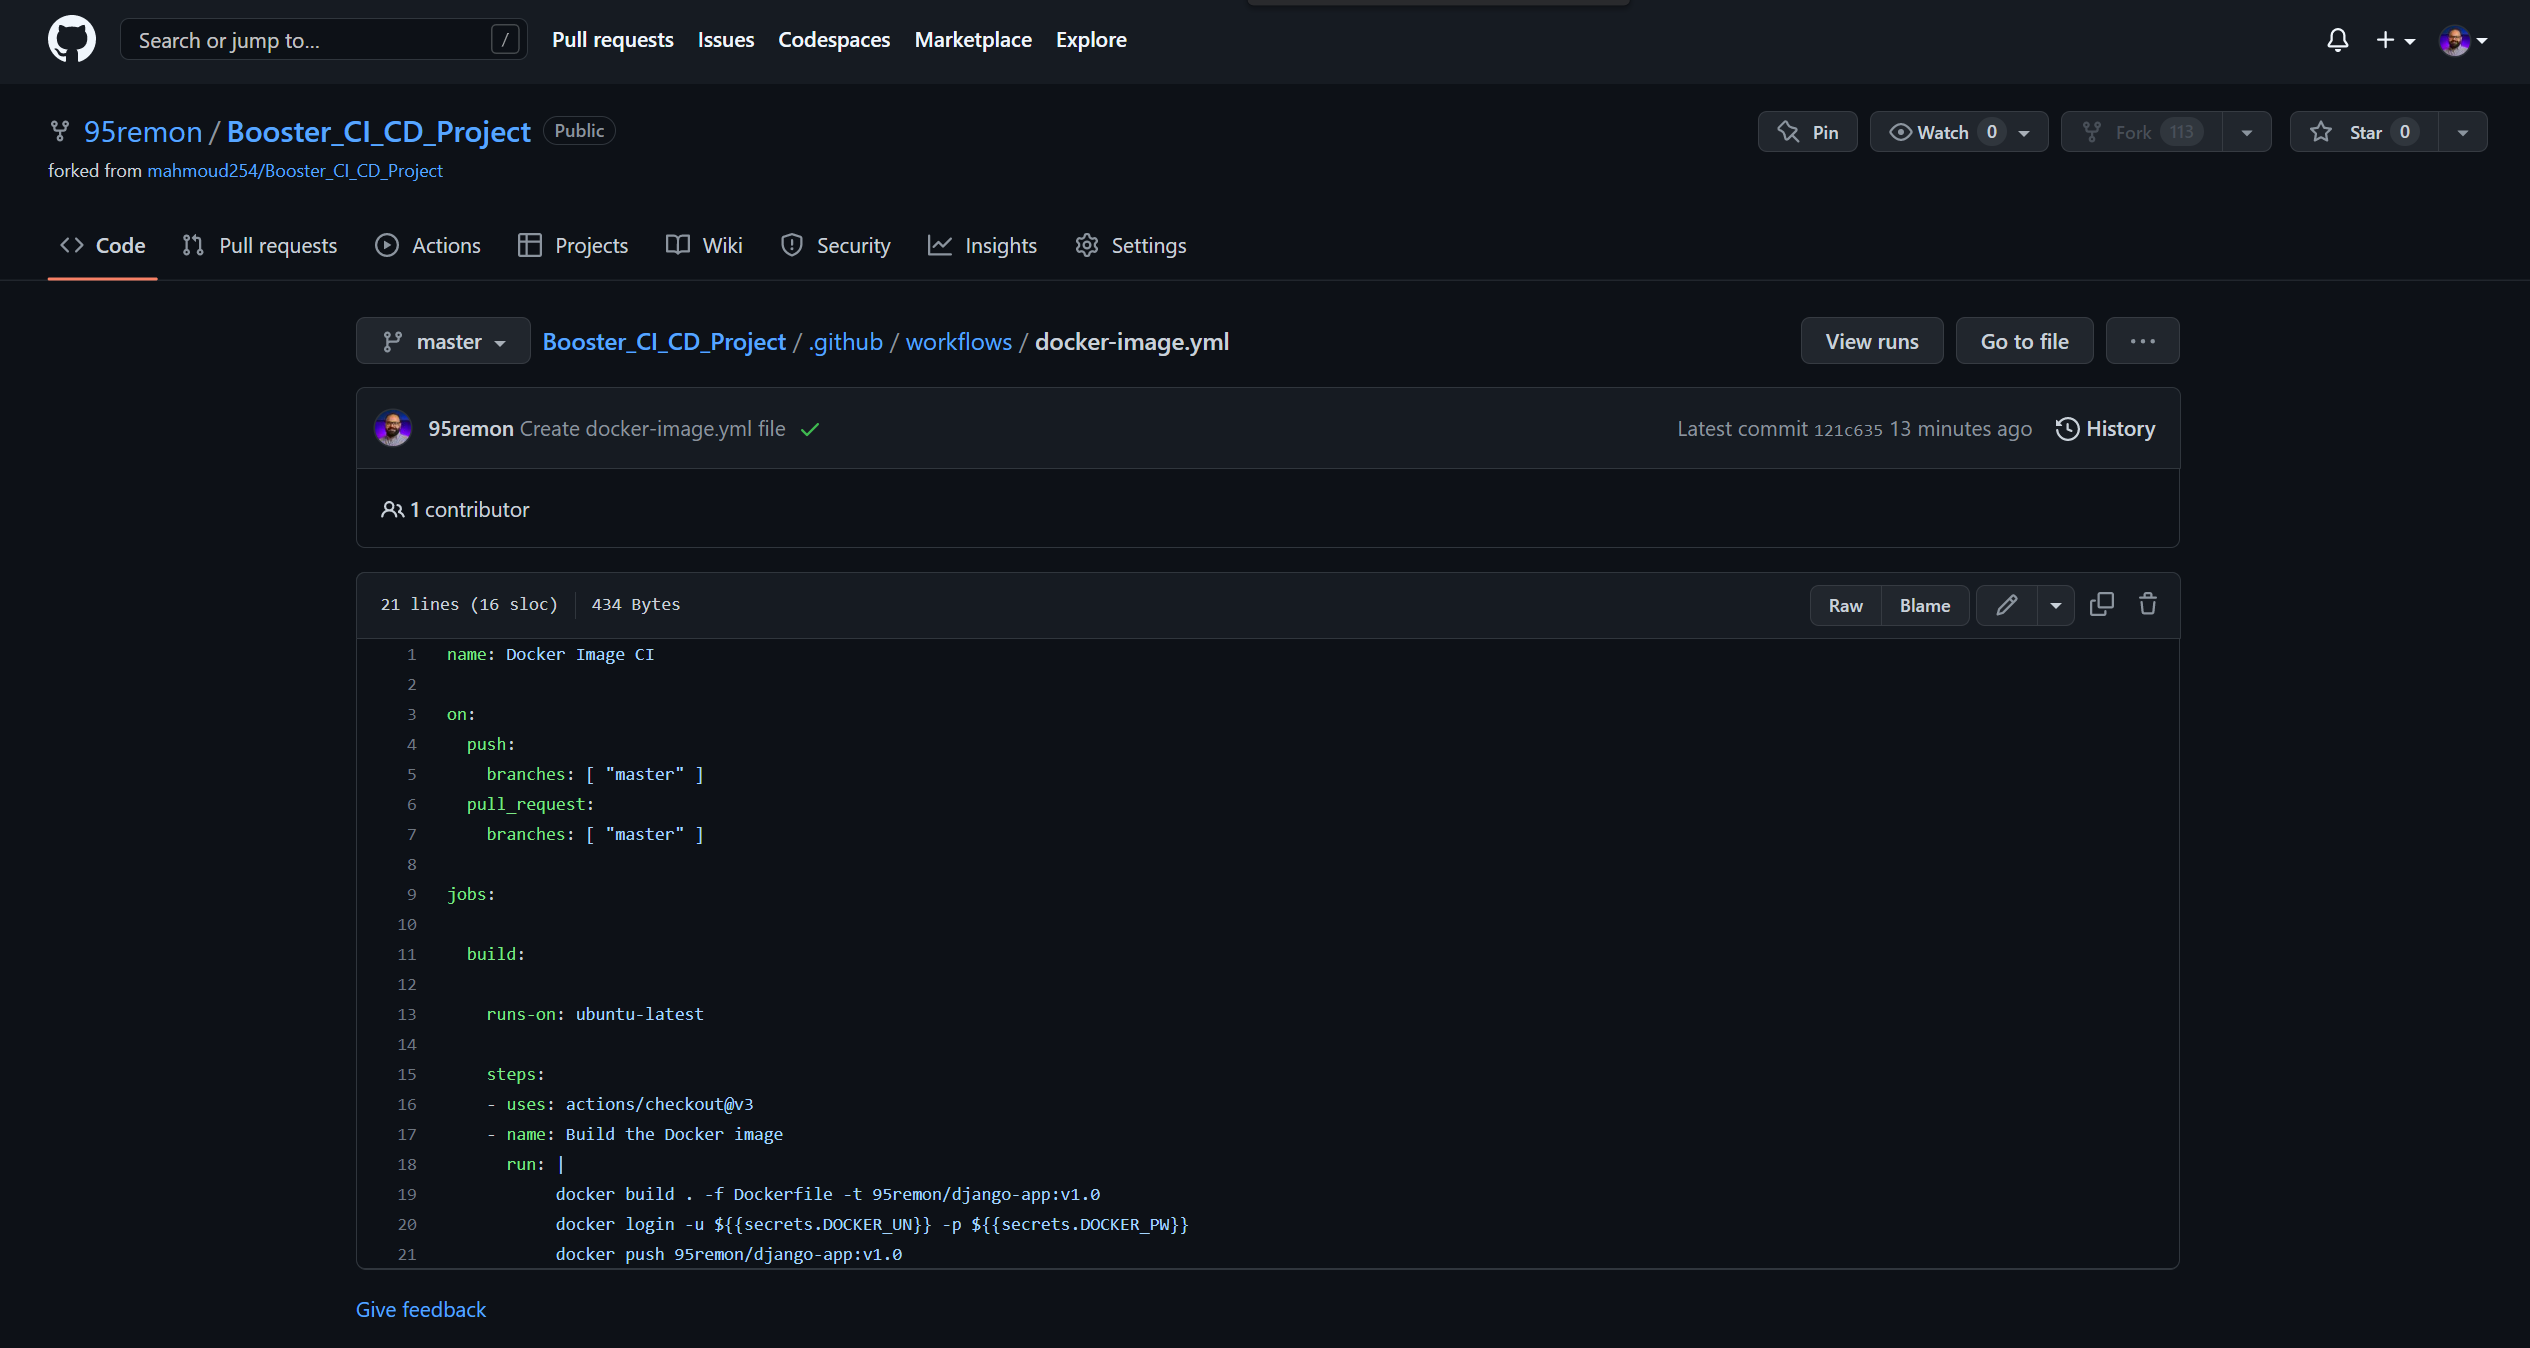 Search or jump to... / Pull requests Issues Codespaces Marketplace Explore
95remon / Booster_CI_CD_Project Public Pin Watch 0 Fork 113 Star 0
forked from mahmoud254/Booster_CI_CD_Project
Code Pull requests Actions Projects Wiki Security Insights Settings
master Booster_CI_CD_Project / .github / workflows / docker-image.yml View runs Go to file ...
95remon Create docker-image.yml file Latest commit 121c635 13 minutes ago History
1 contributor
21 lines (16 sloc) 434 Bytes Raw Blame
1 name: Docker Image CI
2
3 on:
4 push:
5 branches: [ "master" ]
6 pull_request:
7 branches: [ "master" ]
8
9 jobs:
10
11 build:
12
13 runs-on: ubuntu-latest
14
15 steps:
16 - uses: actions/checkout@v3
17 - name: Build the Docker image
18 run: |
19 docker build . -f Dockerfile -t 95remon/django-app:v1.0
20 docker login -u ${{secrets.DOCKER_UN}} -p ${{secrets.DOCKER_PW}}
21 docker push 95remon/django-app:v1.0
Give feedback